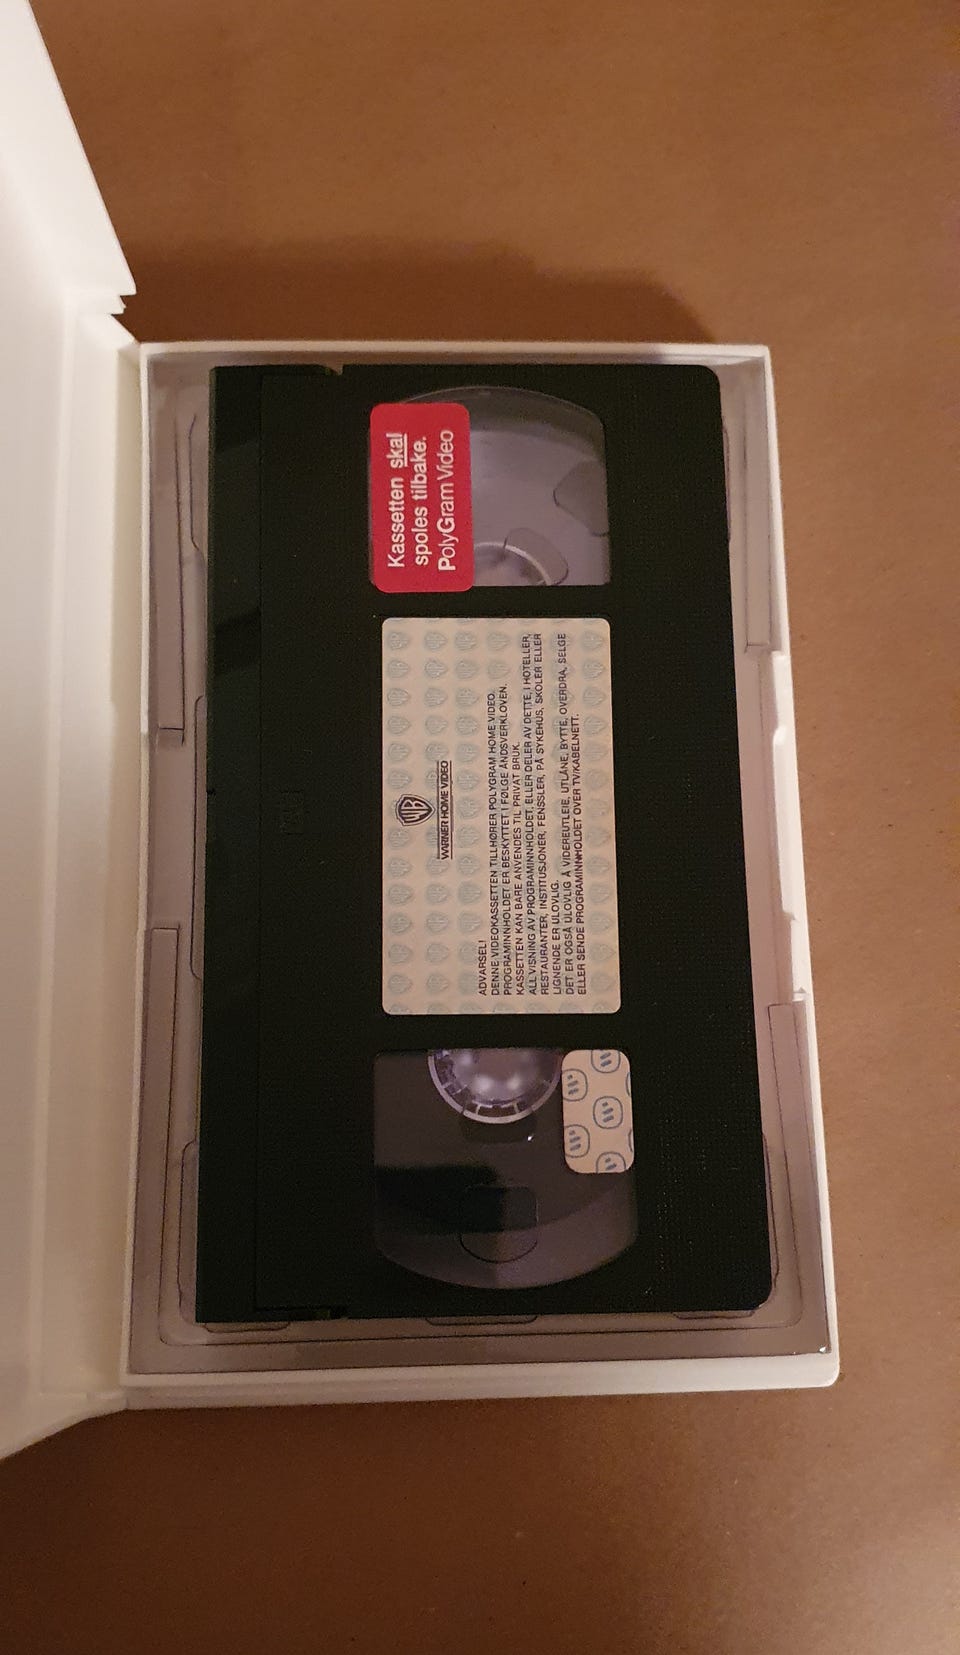 Kassetten skal
spoles tilbake.
PolyGram Video
WB
WARNER HOME VIDEO
ADVARSEL!
DENNE VIDEOKASSETTEN TILLHØRER POLYGRAM HOME VIDEO.
PROGRAMINNHOLDET ER BESKYTTET I FØLGE ÅNDSVERKLOVEN.
KASSETTEN KAN BARE ANVENDES TIL PRIVAT BRUK.
ALL VISNING AV PROGRAMINNHOLDET, ELLER DELER AV DETTE, I HOTELLER,
RESTAURANTER, INSTITUSJONER, FENSSLER, PÅ SYKEHUS, SKOLER ELLER
LIGNENDE ER ULOVLIG.
DET ER OGSÅ ULOVLIG Å VIDEREUTLEIE, UTLÅNE, BYTTE, OVERDRA, SELGE
ELLER SENDE PROGRAMINNHOLDET OVER TV/KABELNETT.